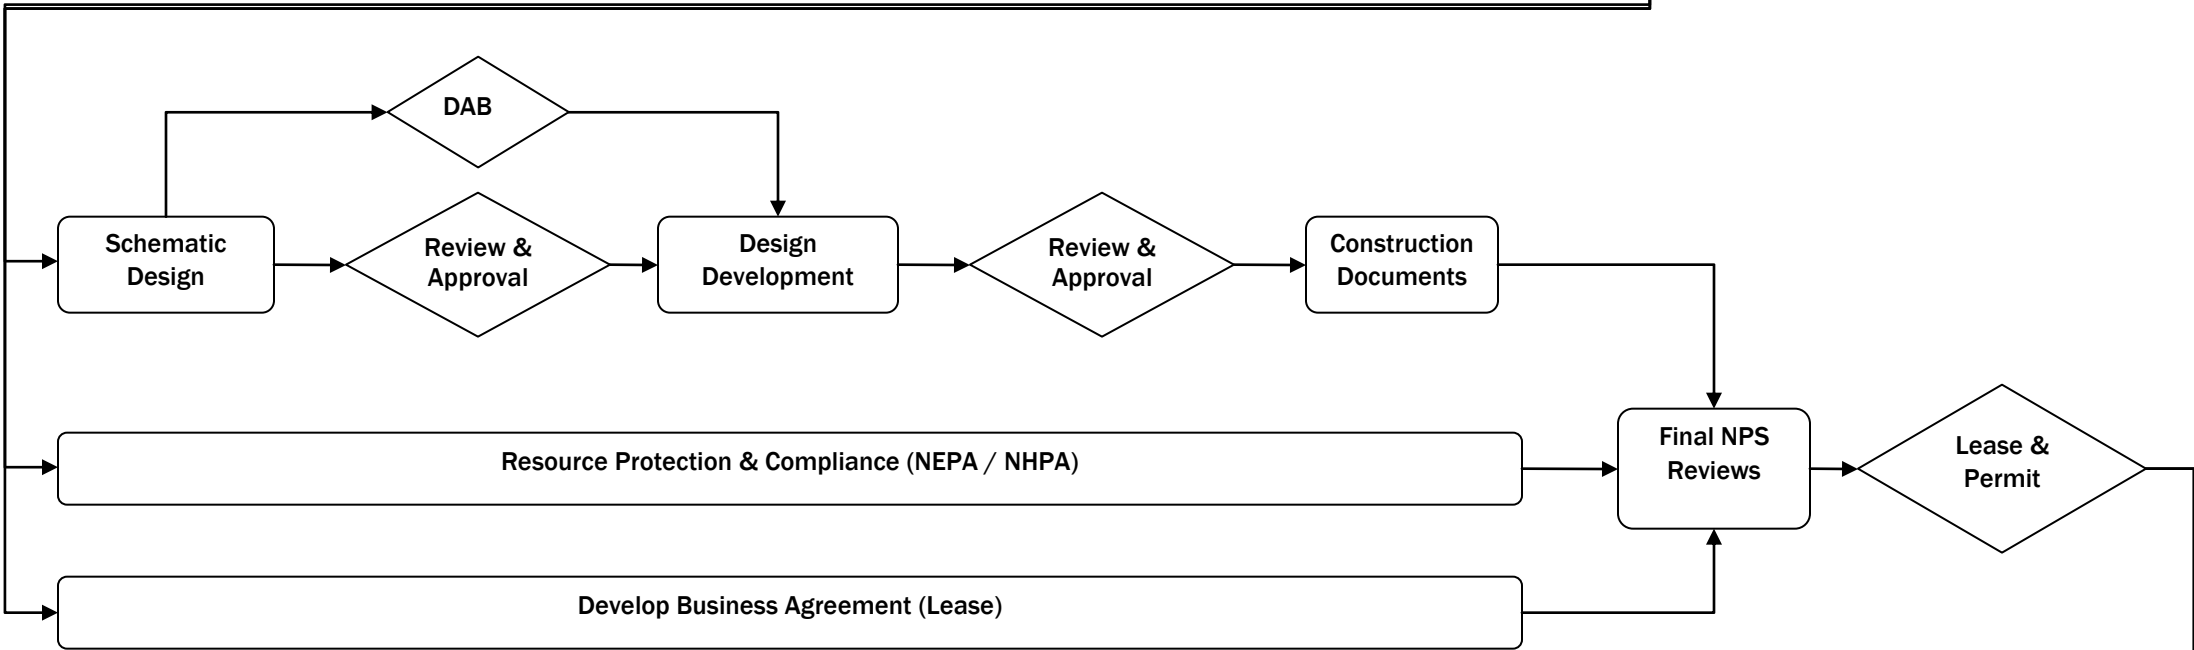 DAB
Schematic
Design
Review &
Approval
Design
Development
Review &
Approval
Construction
Documents
Final NPS
Reviews
Lease &
Permit
Resource Protection & Compliance (NEPA / NHPA)
Develop Business Agreement (Lease)